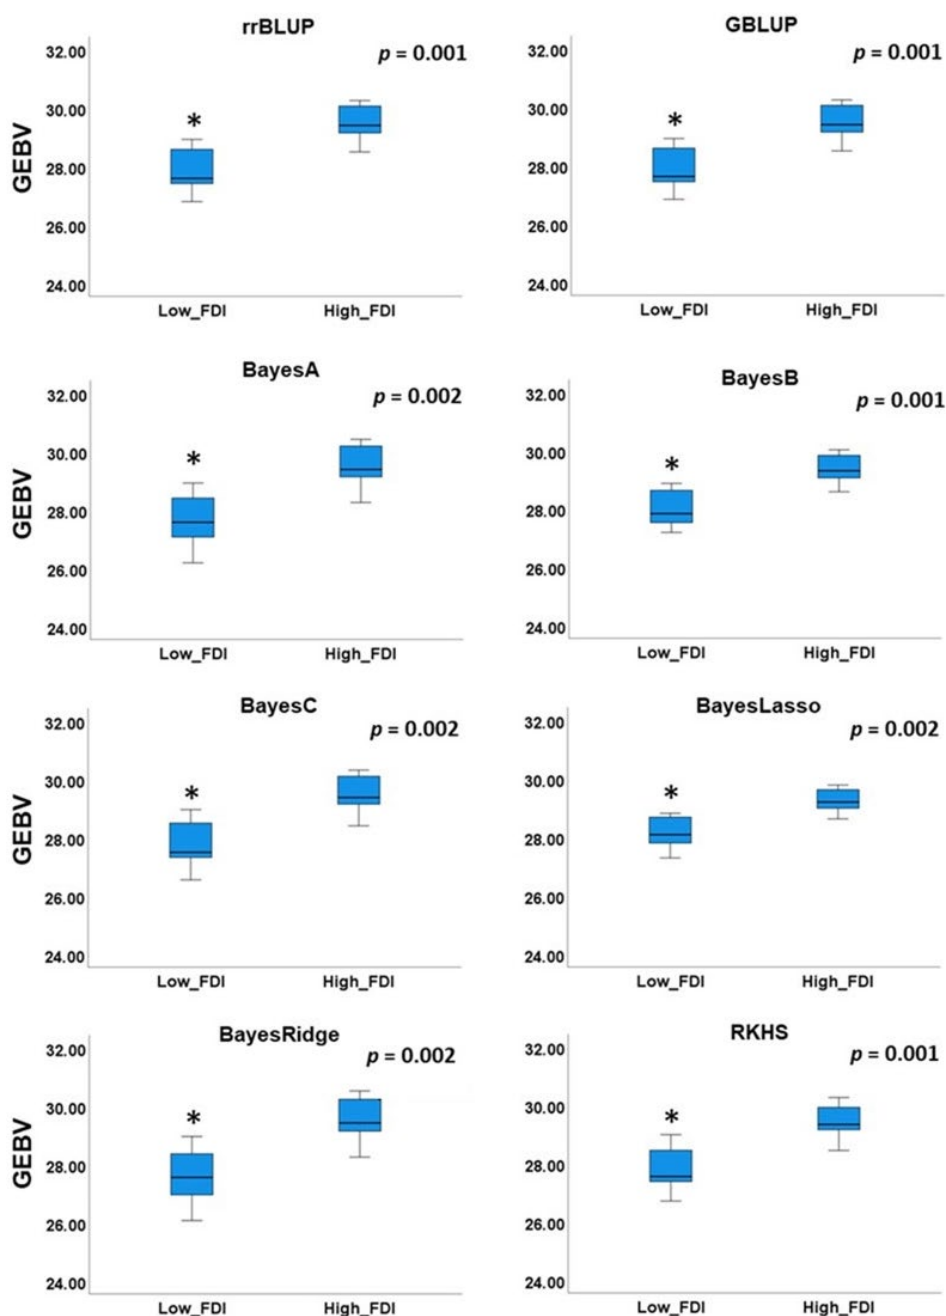 rrBLUP
p = 0.001
32.00
30.00
28.00
26.00
24.00
GEBV
*
Low_FDI High_FDI
GBLUP
p = 0.001
32.00
30.00
28.00
26.00
24.00
*
Low_FDI High_FDI
BayesA
p = 0.002
32.00
30.00
28.00
26.00
24.00
GEBV
*
Low_FDI High_FDI
BayesB
p = 0.001
32.00
30.00
28.00
26.00
24.00
*
Low_FDI High_FDI
BayesC
p = 0.002
32.00
30.00
28.00
26.00
24.00
GEBV
*
Low_FDI High_FDI
BayesLasso
p = 0.002
32.00
30.00
28.00
26.00
24.00
*
Low_FDI High_FDI
BayesRidge
p = 0.002
32.00
30.00
28.00
26.00
24.00
GEBV
*
Low_FDI High_FDI
RKHS
p = 0.001
32.00
30.00
28.00
26.00
24.00
*
Low_FDI High_FDI